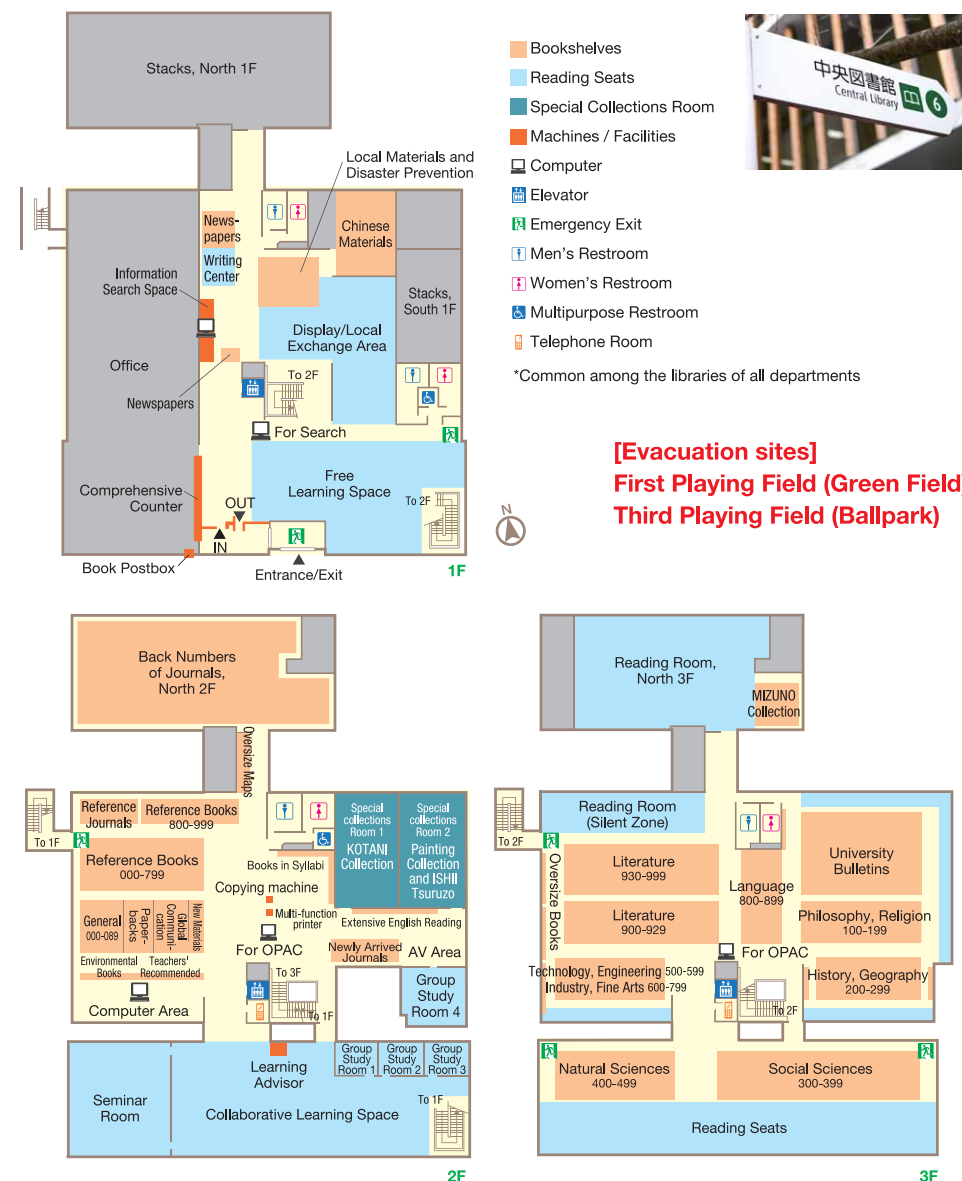 Stacks, North 1F
Local Materials and
Disaster Prevention
News-
papers
Chinese
Materials
Writing
Center
Information
Search Space
Stacks,
South 1F
Display/Local
Exchange Area
Office
To 2F
Newspapers
For Search
Free
Learning Space
Comprehensive
Counter
To 2F
OUT
IN
Book Postbox
Entrance/Exit
1F
Bookshelves
Reading Seats
Special Collections Room
Machines / Facilities
Computer
Elevator
Emergency Exit
Men's Restroom
Women's Restroom
Multipurpose Restroom
Telephone Room
*Common among the libraries of all departments
中央図書館
Central Library
6
[Evacuation sites]
First Playing Field (Green Field)
Third Playing Field (Ballpark)
N
Back Numbers
of Journals,
North 2F
Oversize Maps
Reference
Journals
Reference Books
800-999
To 1F
Reference Books
000-799
Special
collections
Room 1
KOTANI
Collection
Special
collections
Room 2
Painting
Collection
and ISHII
Tsuruzo
Books in Syllabi
Copying machine
Multi-function
printer
Extensive English Reading
General
000-089
Paper-
backs
Global
Communi-
cation
New Materials
For OPAC
Newly Arrived
Journals
AV Area
Environmental
Books
Teachers'
Recommended
To 3F
Computer Area
To 1F
Group
Study
Room 4
Learning
Advisor
Group
Study
Room 1
Group
Study
Room 2
Group
Study
Room 3
Seminar
Room
Collaborative Learning Space
To 1F
2F
Reading Room,
North 3F
MIZUNO
Collection
Reading Room
(Silent Zone)
To 2F
Oversize Books
Literature
930-999
University
Bulletins
Language
800-899
Literature
900-929
Philosophy, Religion
100-199
For OPAC
Technology, Engineering 500-599
Industry, Fine Arts 600-799
History, Geography
200-299
To 2F
Natural Sciences
400-499
Social Sciences
300-399
Reading Seats
3F